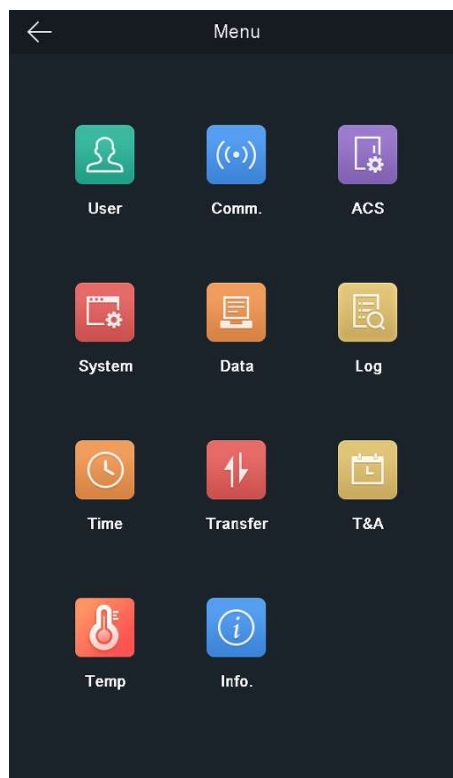 Menu
User Comm. ACS
System Data Log
Time Transfer T&A
Temp Info.